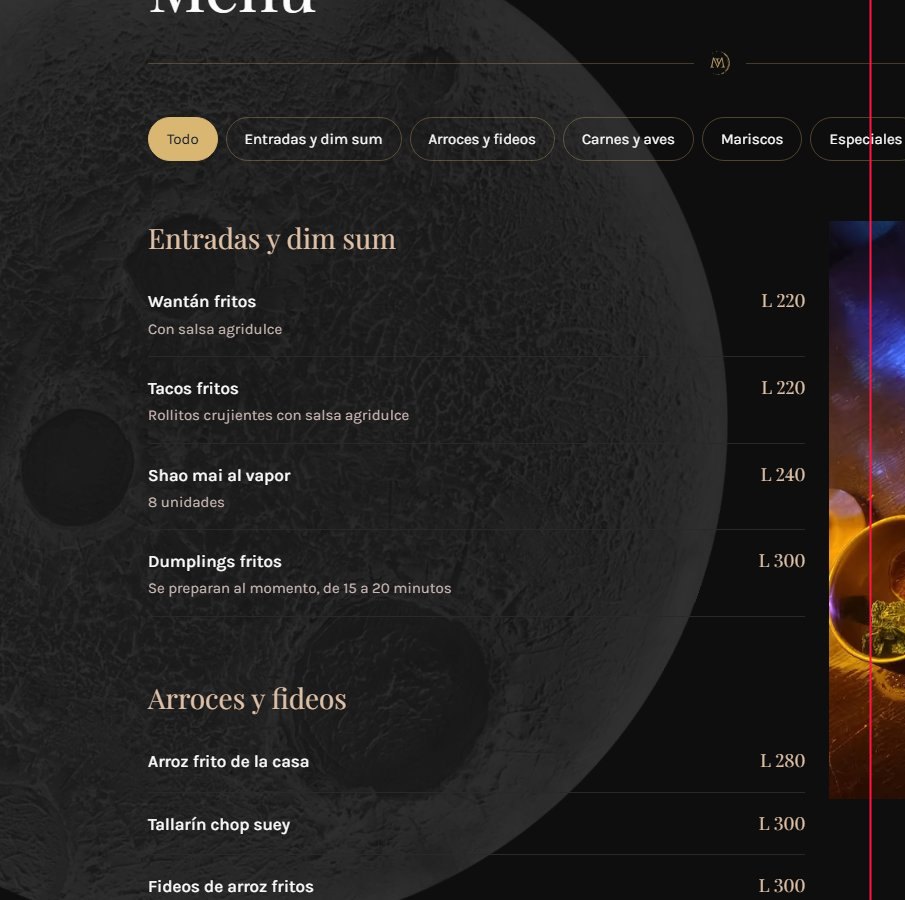 Menú
M
Todo
Entradas y dim sum
Arroces y fideos
Carnes y aves
Mariscos
Especiales
Entradas y dim sum
Wantán fritos
L 220
Con salsa agridulce
Tacos fritos
L 220
Rollitos crujientes con salsa agridulce
Shao mai al vapor
L 240
8 unidades
Dumplings fritos
L 300
Se preparan al momento, de 15 a 20 minutos
Arroces y fideos
Arroz frito de la casa
L 280
Tallarín chop suey
L 300
Fideos de arroz fritos
L 300